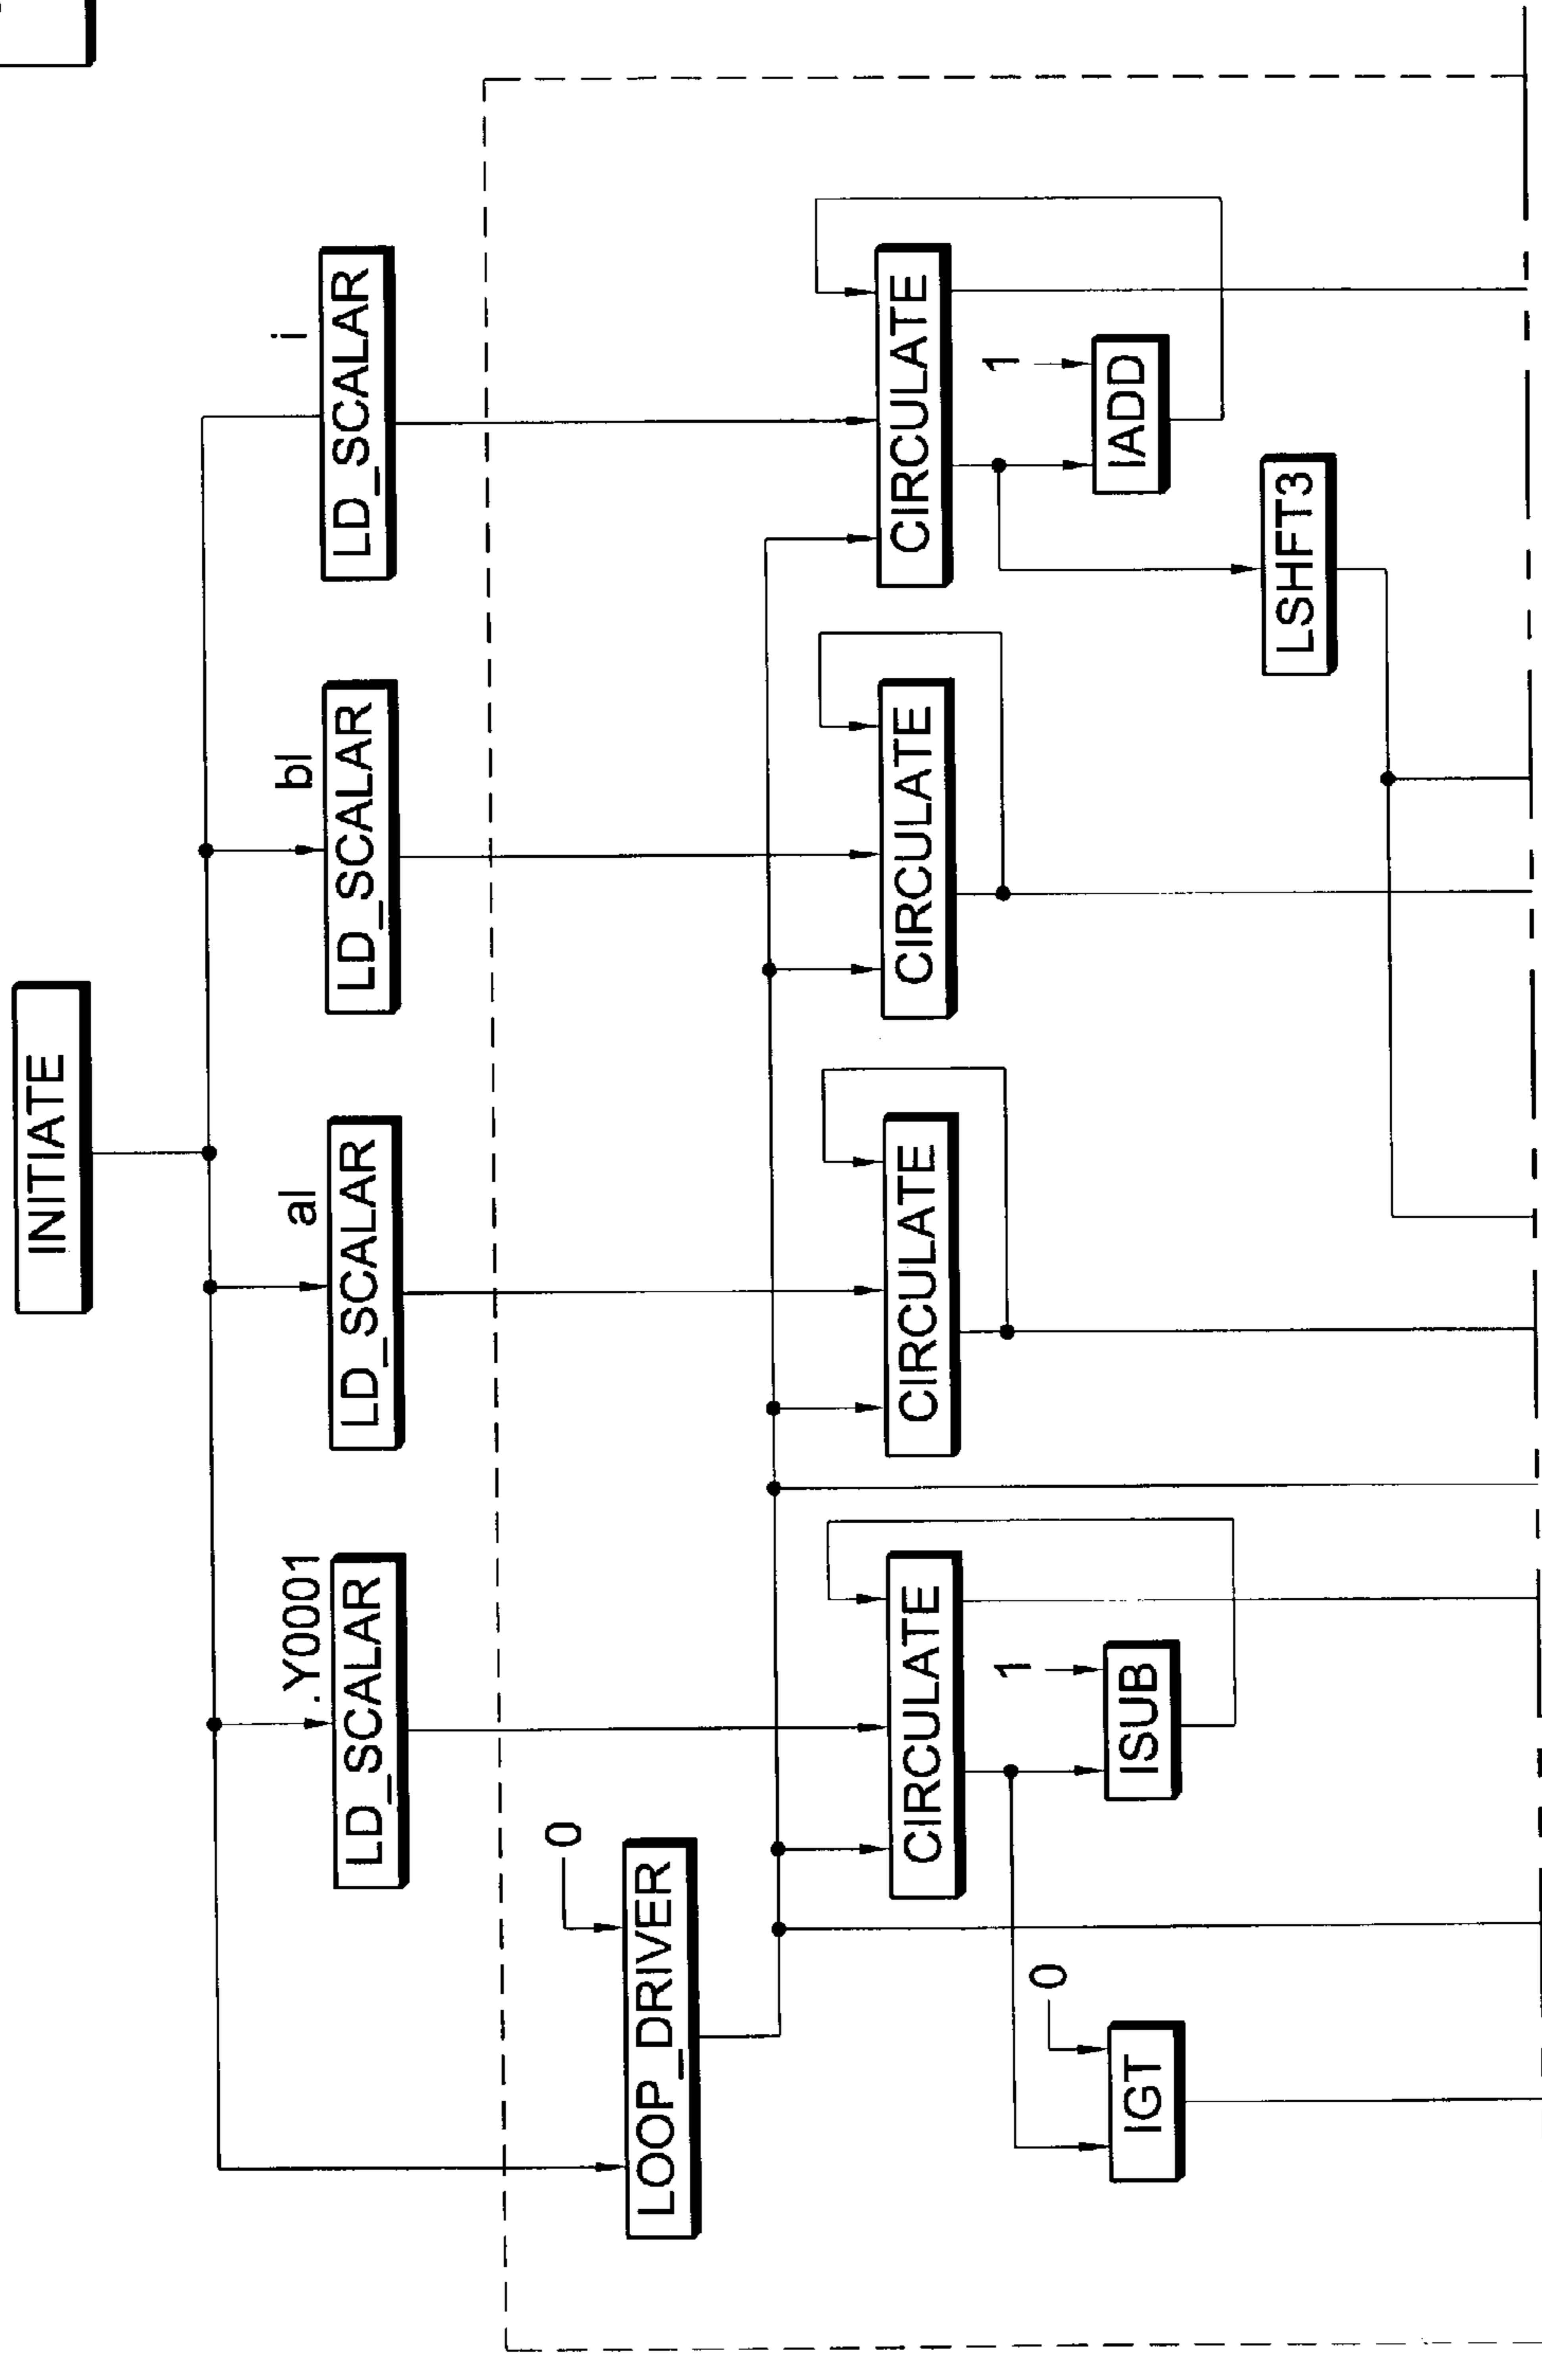 INITIATE
.Y0001
al
bl
i
LD_SCALAR
LD_SCALAR
LD_SCALAR
LD_SCALAR
0
LOOP_DRIVER
CIRCULATE
CIRCULATE
CIRCULATE
CIRCULATE
0
1
1
IGT
ISUB
IADD
LSHFT3